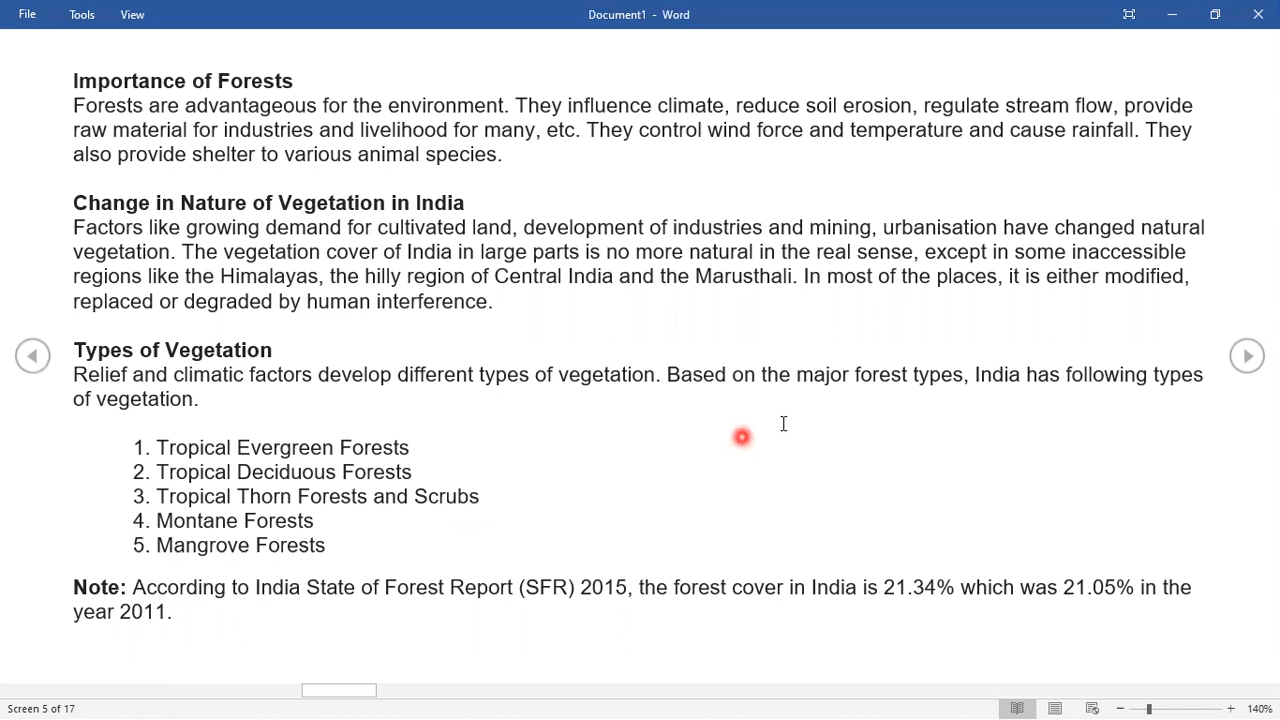 File Tools View Document1 - Word
Importance of Forests
Forests are advantageous for the environment. They influence climate, reduce soil erosion, regulate stream flow, provide
raw material for industries and livelihood for many, etc. They control wind force and temperature and cause rainfall. They
also provide shelter to various animal species.
Change in Nature of Vegetation in India
Factors like growing demand for cultivated land, development of industries and mining, urbanisation have changed natural
vegetation. The vegetation cover of India in large parts is no more natural in the real sense, except in some inaccessible
regions like the Himalayas, the hilly region of Central India and the Marusthali. In most of the places, it is either modified,
replaced or degraded by human interference.
Types of Vegetation
Relief and climatic factors develop different types of vegetation. Based on the major forest types, India has following types
of vegetation.
1. Tropical Evergreen Forests
2. Tropical Deciduous Forests
3. Tropical Thorn Forests and Scrubs
4. Montane Forests
5. Mangrove Forests
Note: According to India State of Forest Report (SFR) 2015, the forest cover in India is 21.34% which was 21.05% in the
year 2011.
Screen 5 of 17 140%